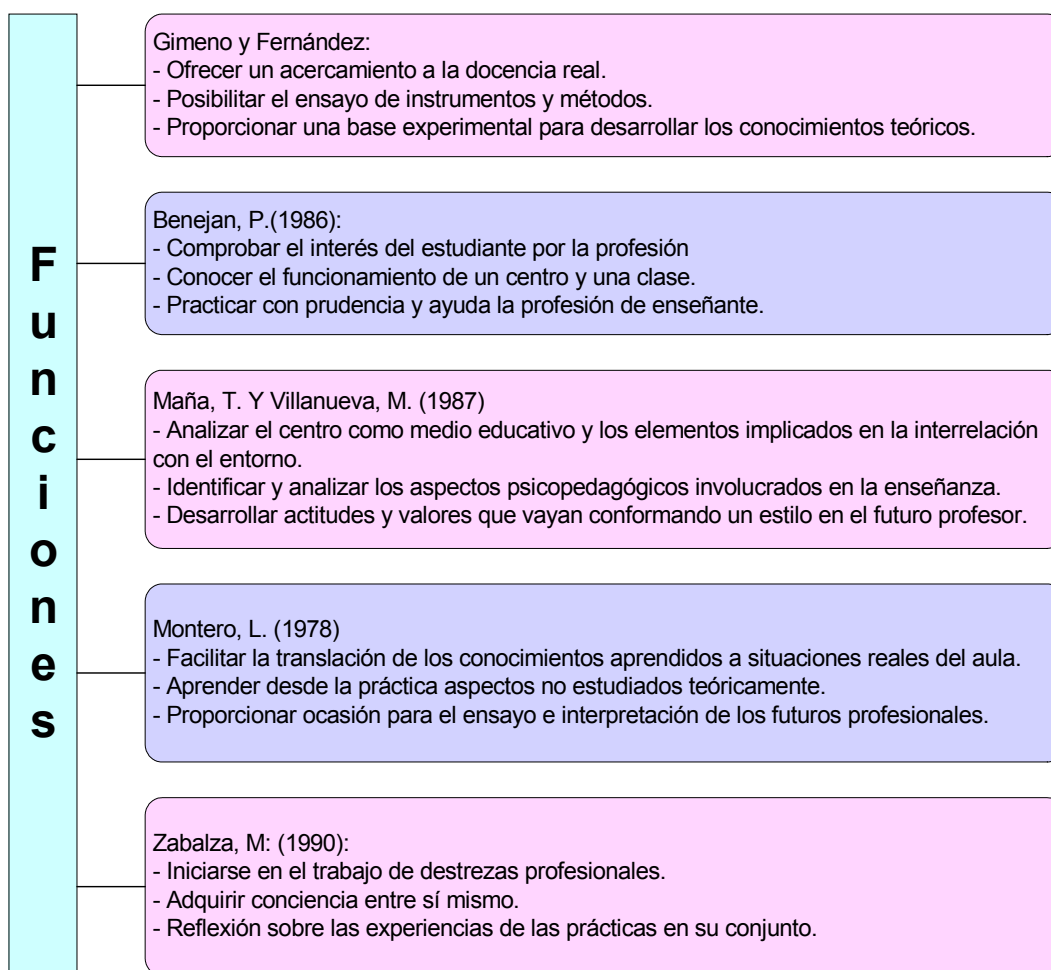 Funciones
Gimeno y Fernández:
- Ofrecer un acercamiento a la docencia real.
- Posibilitar el ensayo de instrumentos y métodos.
- Proporcionar una base experimental para desarrollar los conocimientos teóricos.
Benejan, P.(1986):
- Comprobar el interés del estudiante por la profesión
- Conocer el funcionamiento de un centro y una clase.
- Practicar con prudencia y ayuda la profesión de enseñante.
Maña, T. Y Villanueva, M. (1987)
- Analizar el centro como medio educativo y los elementos implicados en la interrelación
con el entorno.
- Identificar y analizar los aspectos psicopedagógicos involucrados en la enseñanza.
- Desarrollar actitudes y valores que vayan conformando un estilo en el futuro profesor.
Montero, L. (1978)
- Facilitar la translación de los conocimientos aprendidos a situaciones reales del aula.
- Aprender desde la práctica aspectos no estudiados teóricamente.
- Proporcionar ocasión para el ensayo e interpretación de los futuros profesionales.
Zabalza, M: (1990):
- Iniciarse en el trabajo de destrezas profesionales.
- Adquirir conciencia entre sí mismo.
- Reflexión sobre las experiencias de las prácticas en su conjunto.